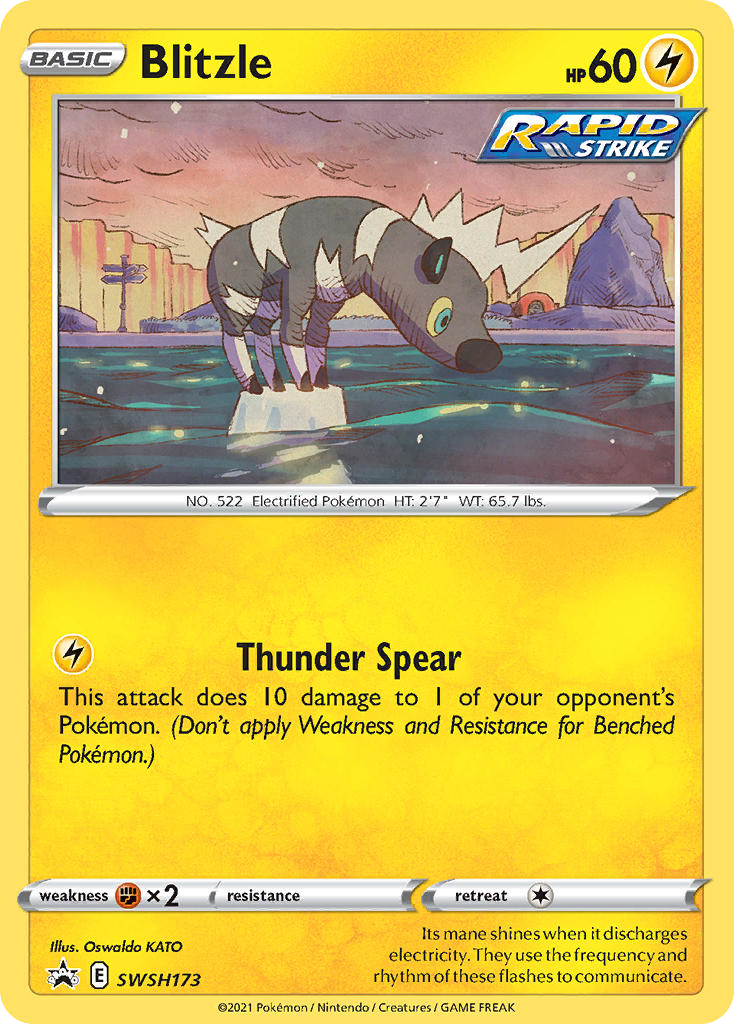 BASIC Blitzle HP60
RAPID
STRIKE
NO. 522 Electrified Pokémon HT: 2'7" WT: 65.7 lbs.
Thunder Spear
This attack does 10 damage to 1 of your opponent's
Pokémon. (Don't apply Weakness and Resistance for Benched
Pokémon.)
weakness ×2 resistance retreat
Illus. Oswaldo KATO
E SWSH173
Its mane shines when it discharges
electricity. They use the frequency and
rhythm of these flashes to communicate.
©2021 Pokémon / Nintendo / Creatures / GAME FREAK